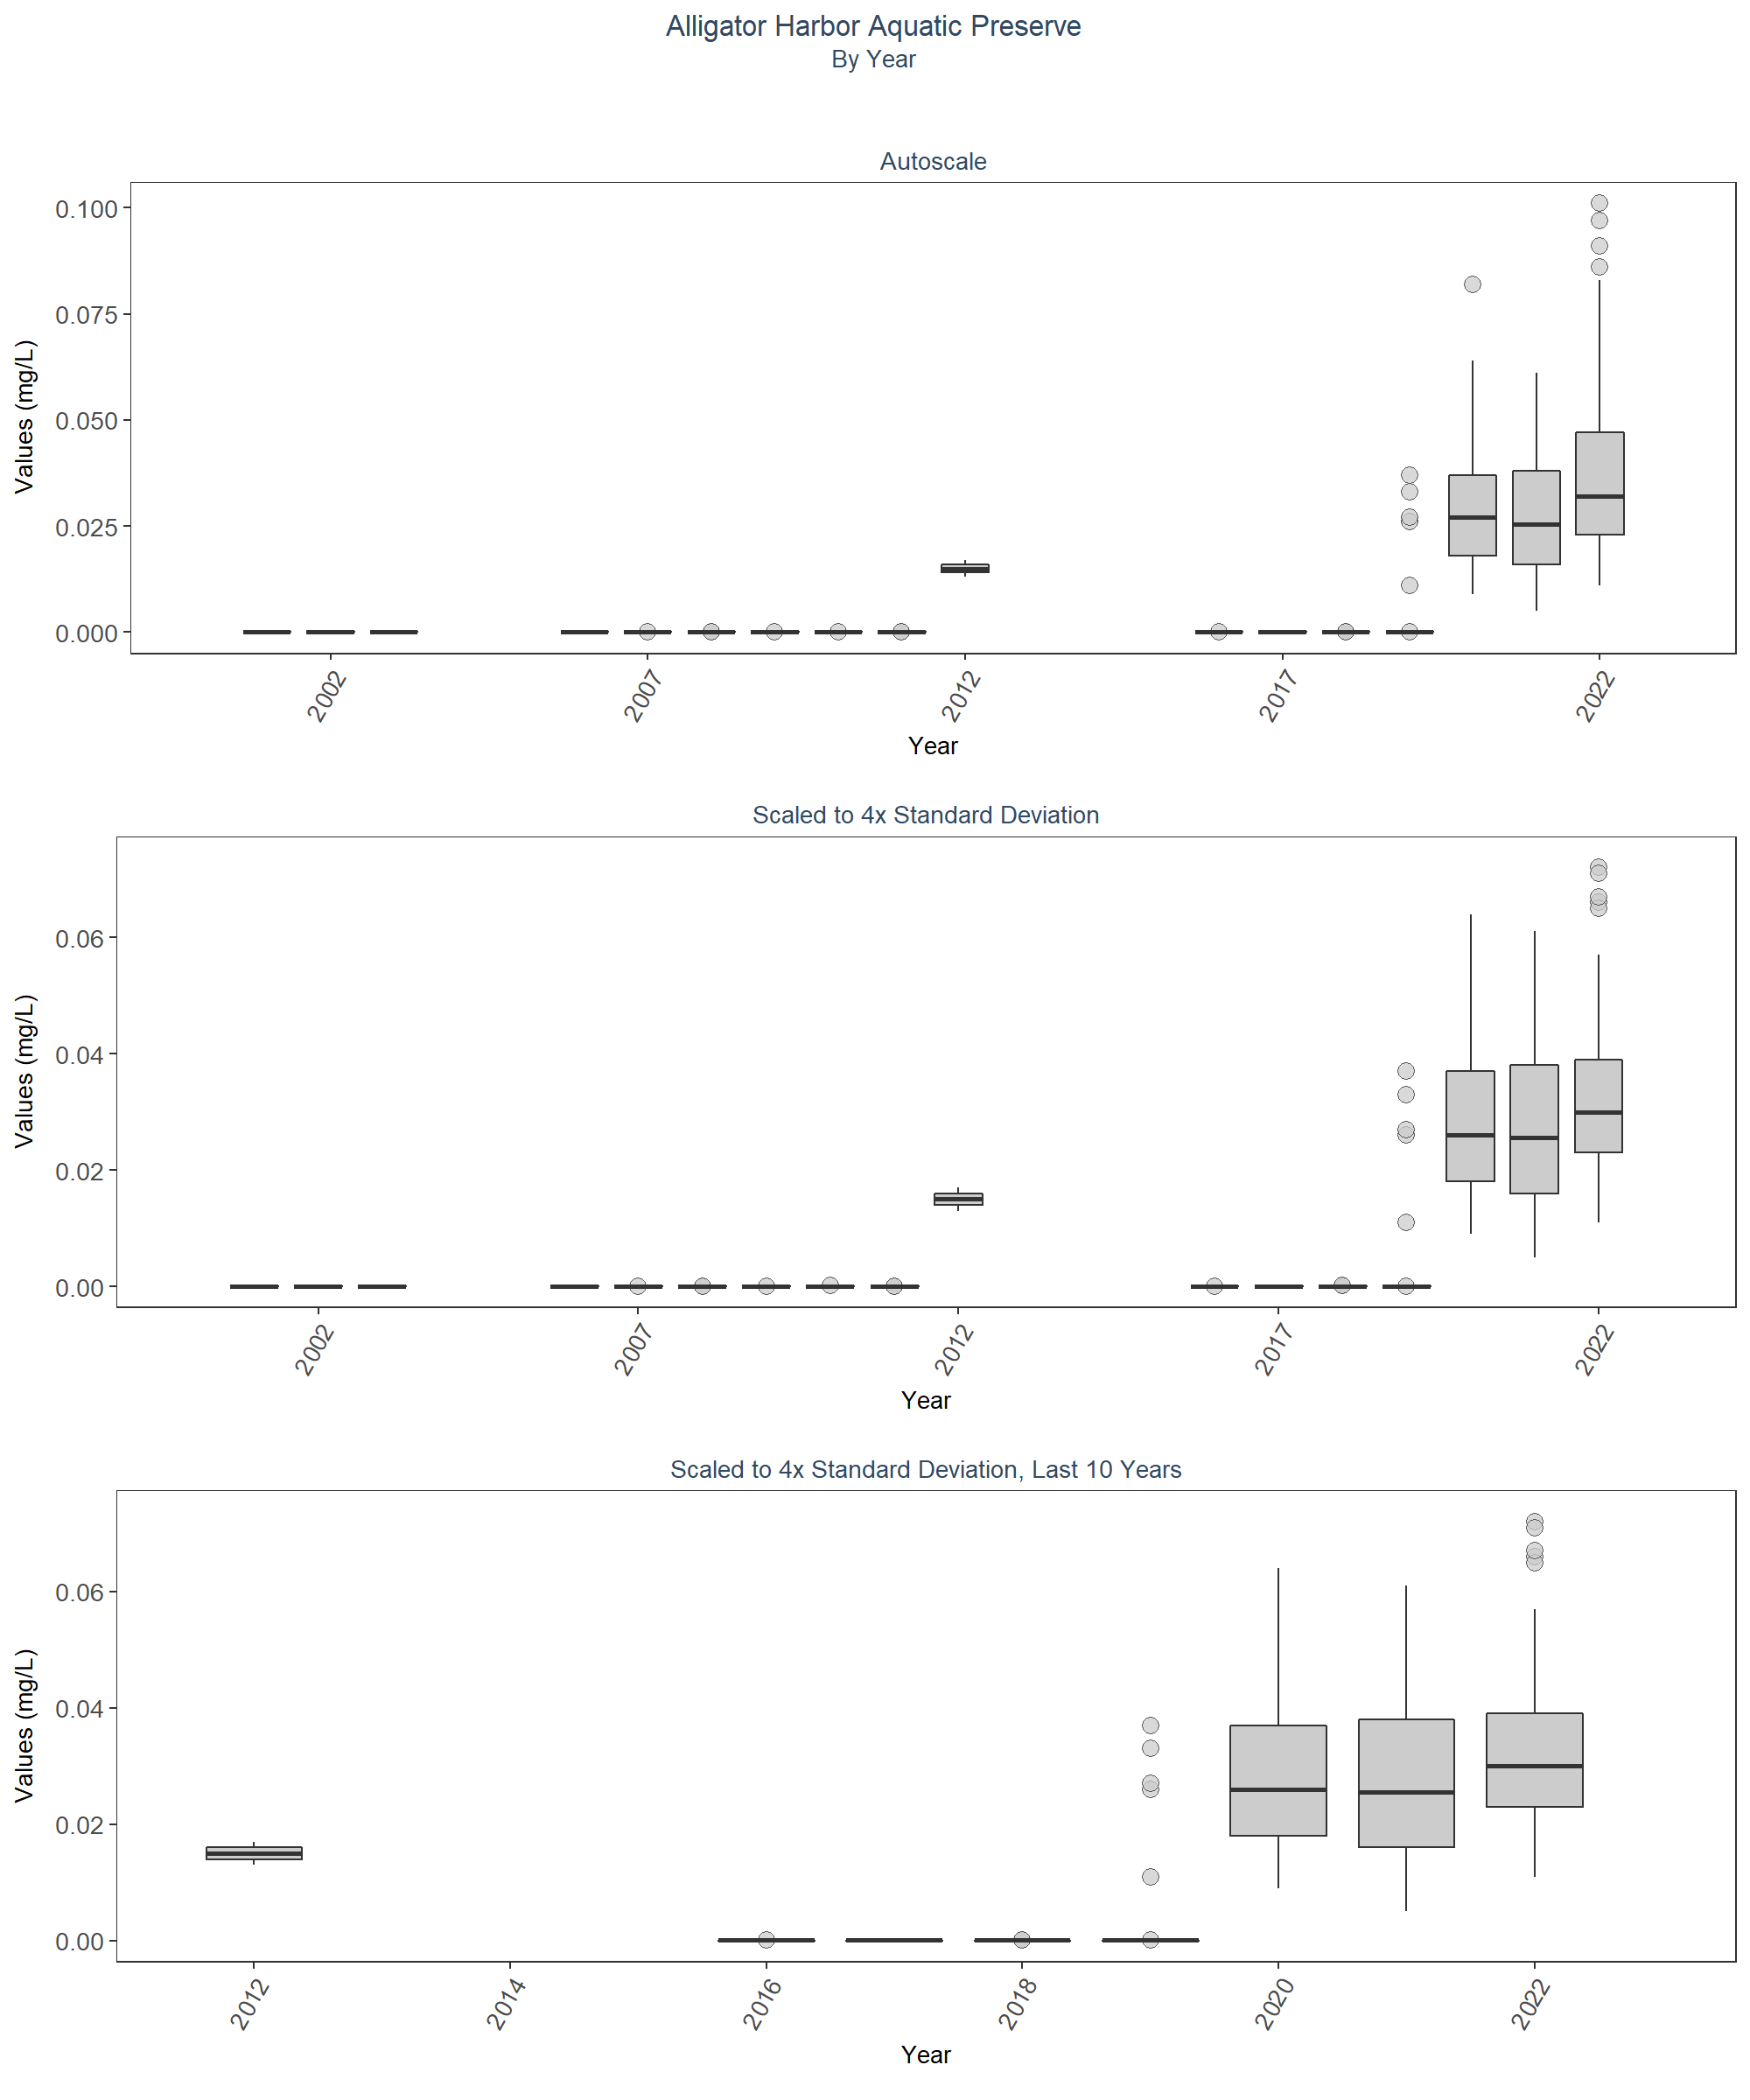 Alligator Harbor Aquatic Preserve
By Year
Autoscale
Values (mg/L)
0.100
0.075
0.050
0.025
0.000
2002 2007 2012 2017 2022
Year
Scaled to 4x Standard Deviation
Values (mg/L)
0.06
0.04
0.02
0.00
2002 2007 2012 2017 2022
Year
Scaled to 4x Standard Deviation, Last 10 Years
Values (mg/L)
0.06
0.04
0.02
0.00
2012 2014 2016 2018 2020 2022
Year